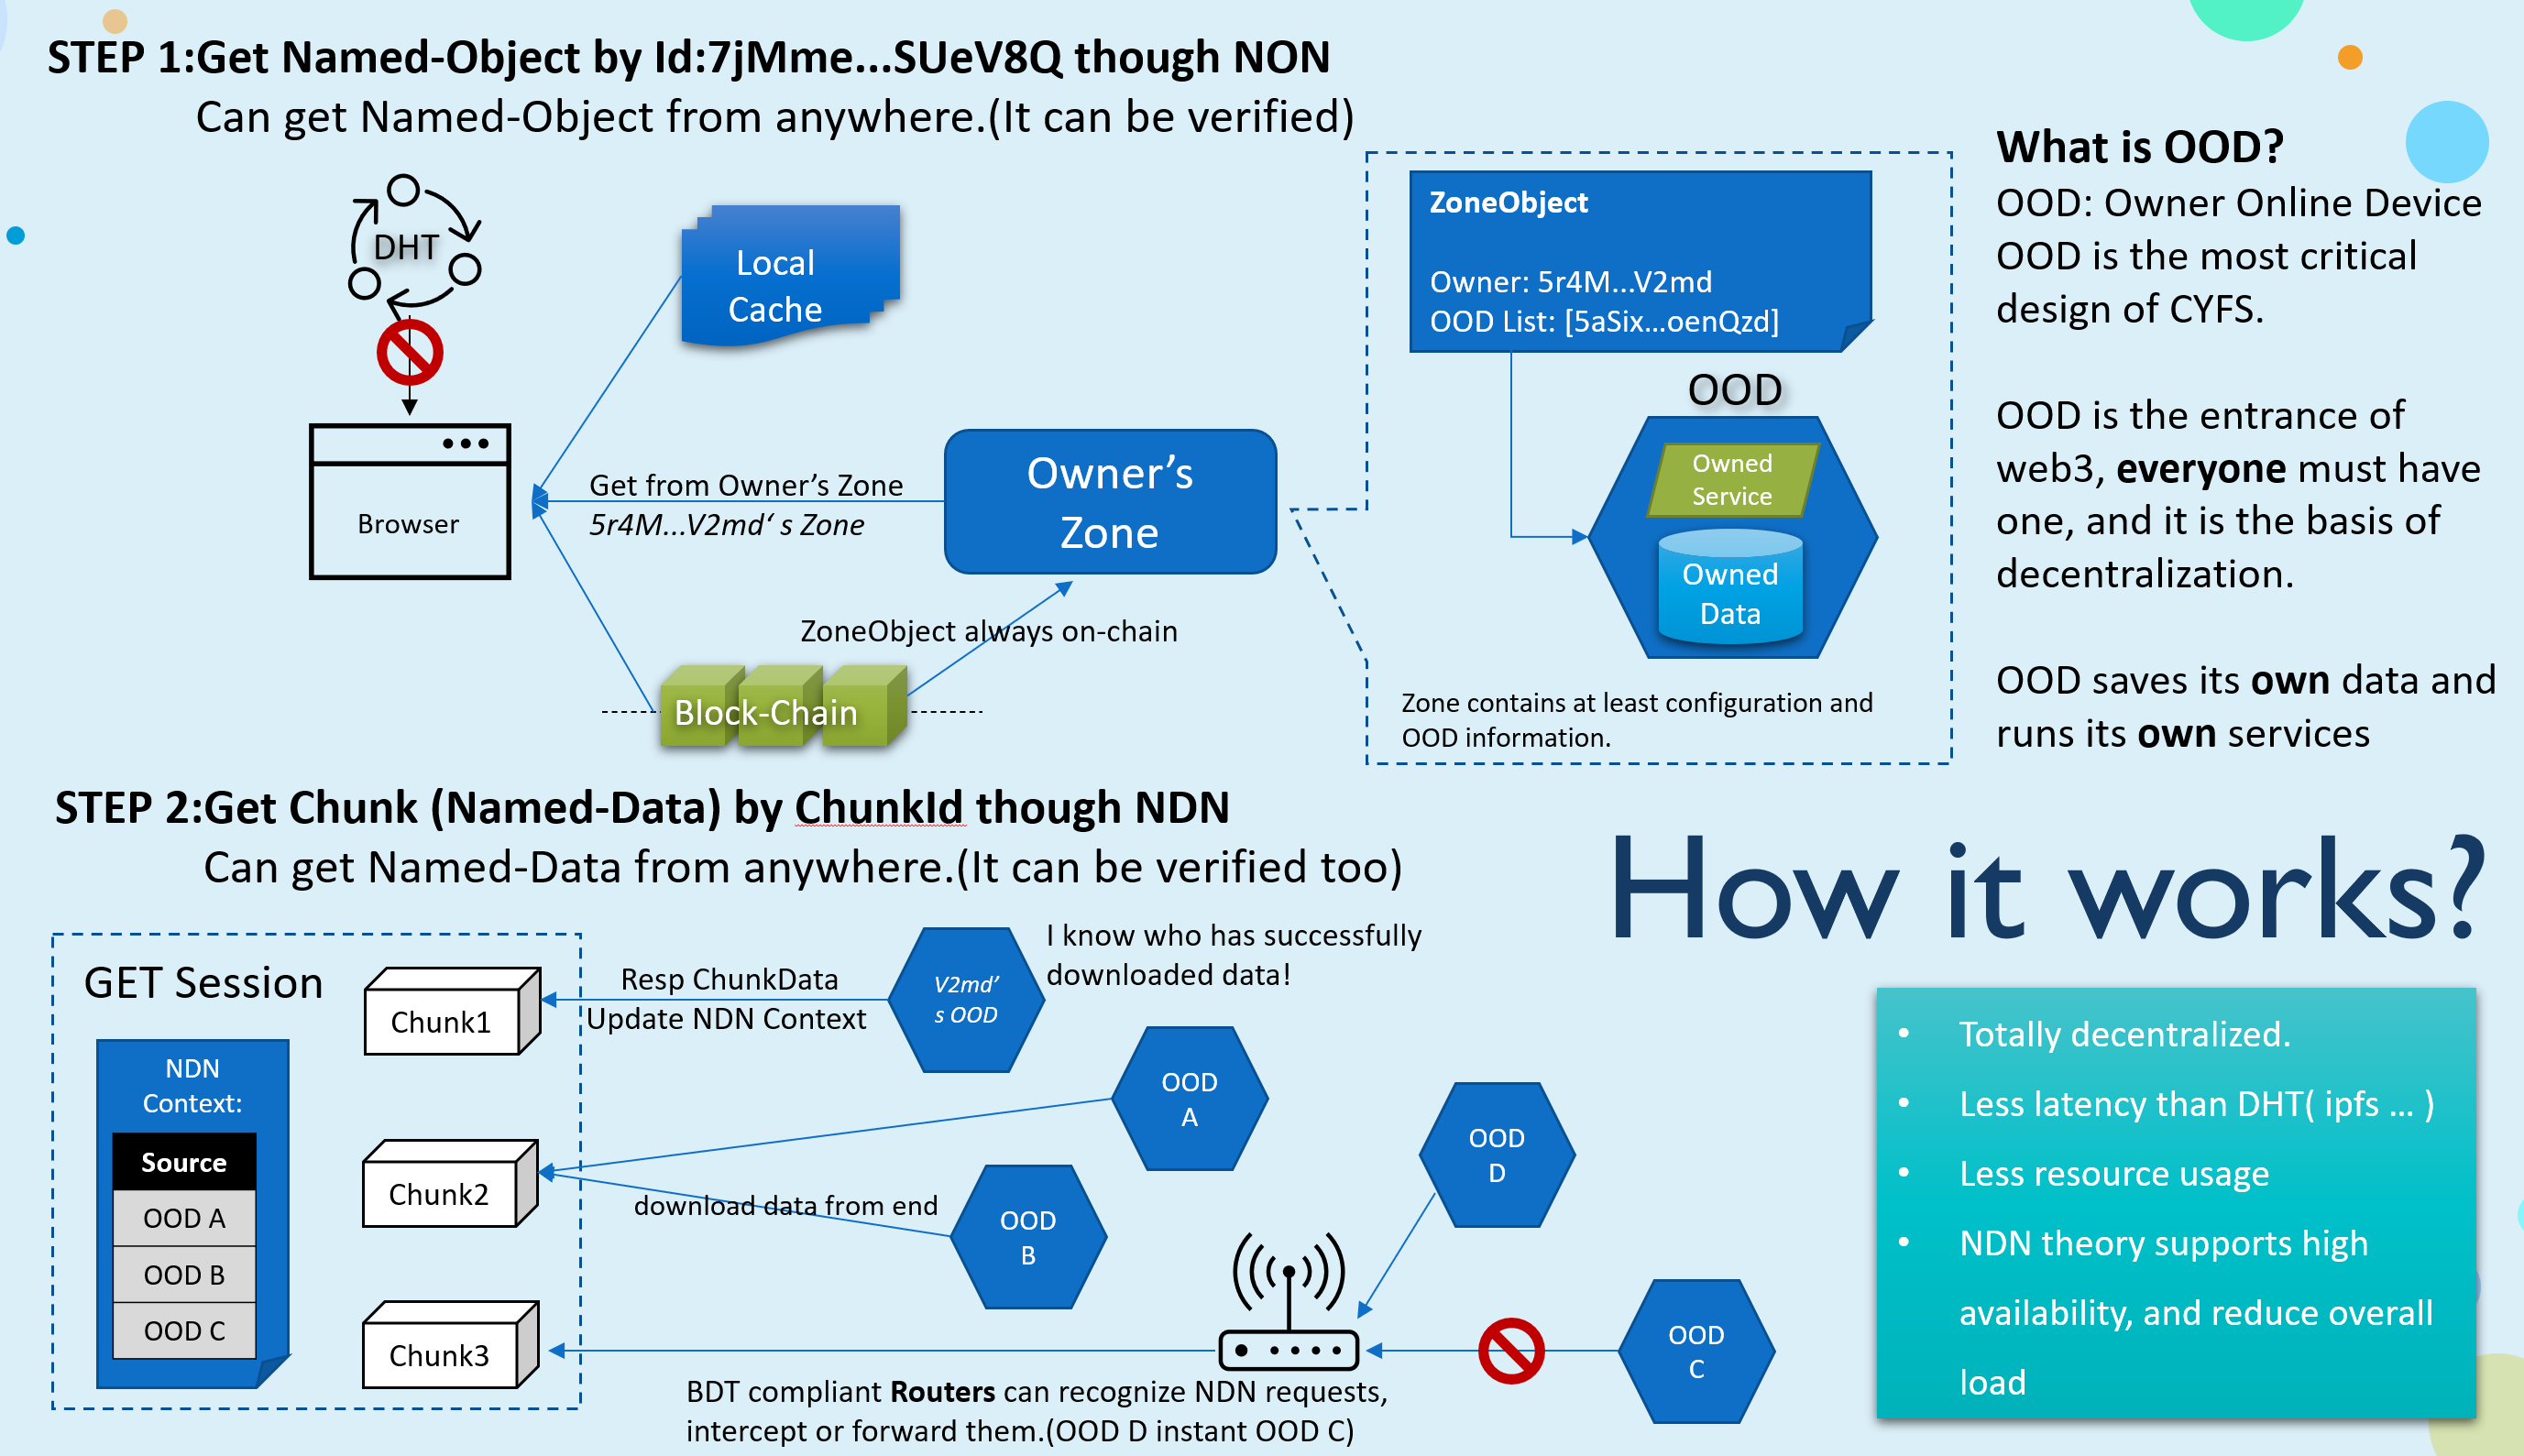 STEP 1:Get Named-Object by Id:7jMme...SUeV8Q though NON
Can get Named-Object from anywhere.(It can be verified)
DHT
Local
Cache
Browser
Get from Owner’s Zone
5r4M...V2md‘ s Zone
Owner’s
Zone
ZoneObject always on-chain
Block-Chain
ZoneObject
Owner: 5r4M...V2md
OOD List: [5aSix...oenQzd]
OOD
Owned
Service
Owned
Data
Zone contains at least configuration and
OOD information.
What is OOD?
OOD: Owner Online Device
OOD is the most critical
design of CYFS.
OOD is the entrance of
web3, everyone must have
one, and it is the basis of
decentralization.
OOD saves its own data and
runs its own services
STEP 2:Get Chunk (Named-Data) by ChunkId though NDN
Can get Named-Data from anywhere.(It can be verified too)
How it works?
GET Session
NDN
Context:
Source
OOD A
OOD B
OOD C
Chunk1
Chunk2
Chunk3
Resp ChunkData
Update NDN Context
V2md’
s OOD
I know who has successfully
downloaded data!
OOD
A
download data from end
OOD
B
OOD
D
OOD
C
BDT compliant Routers can recognize NDN requests,
intercept or forward them.(OOD D instant OOD C)
• Totally decentralized.
• Less latency than DHT( ipfs ... )
• Less resource usage
• NDN theory supports high
availability, and reduce overall
load